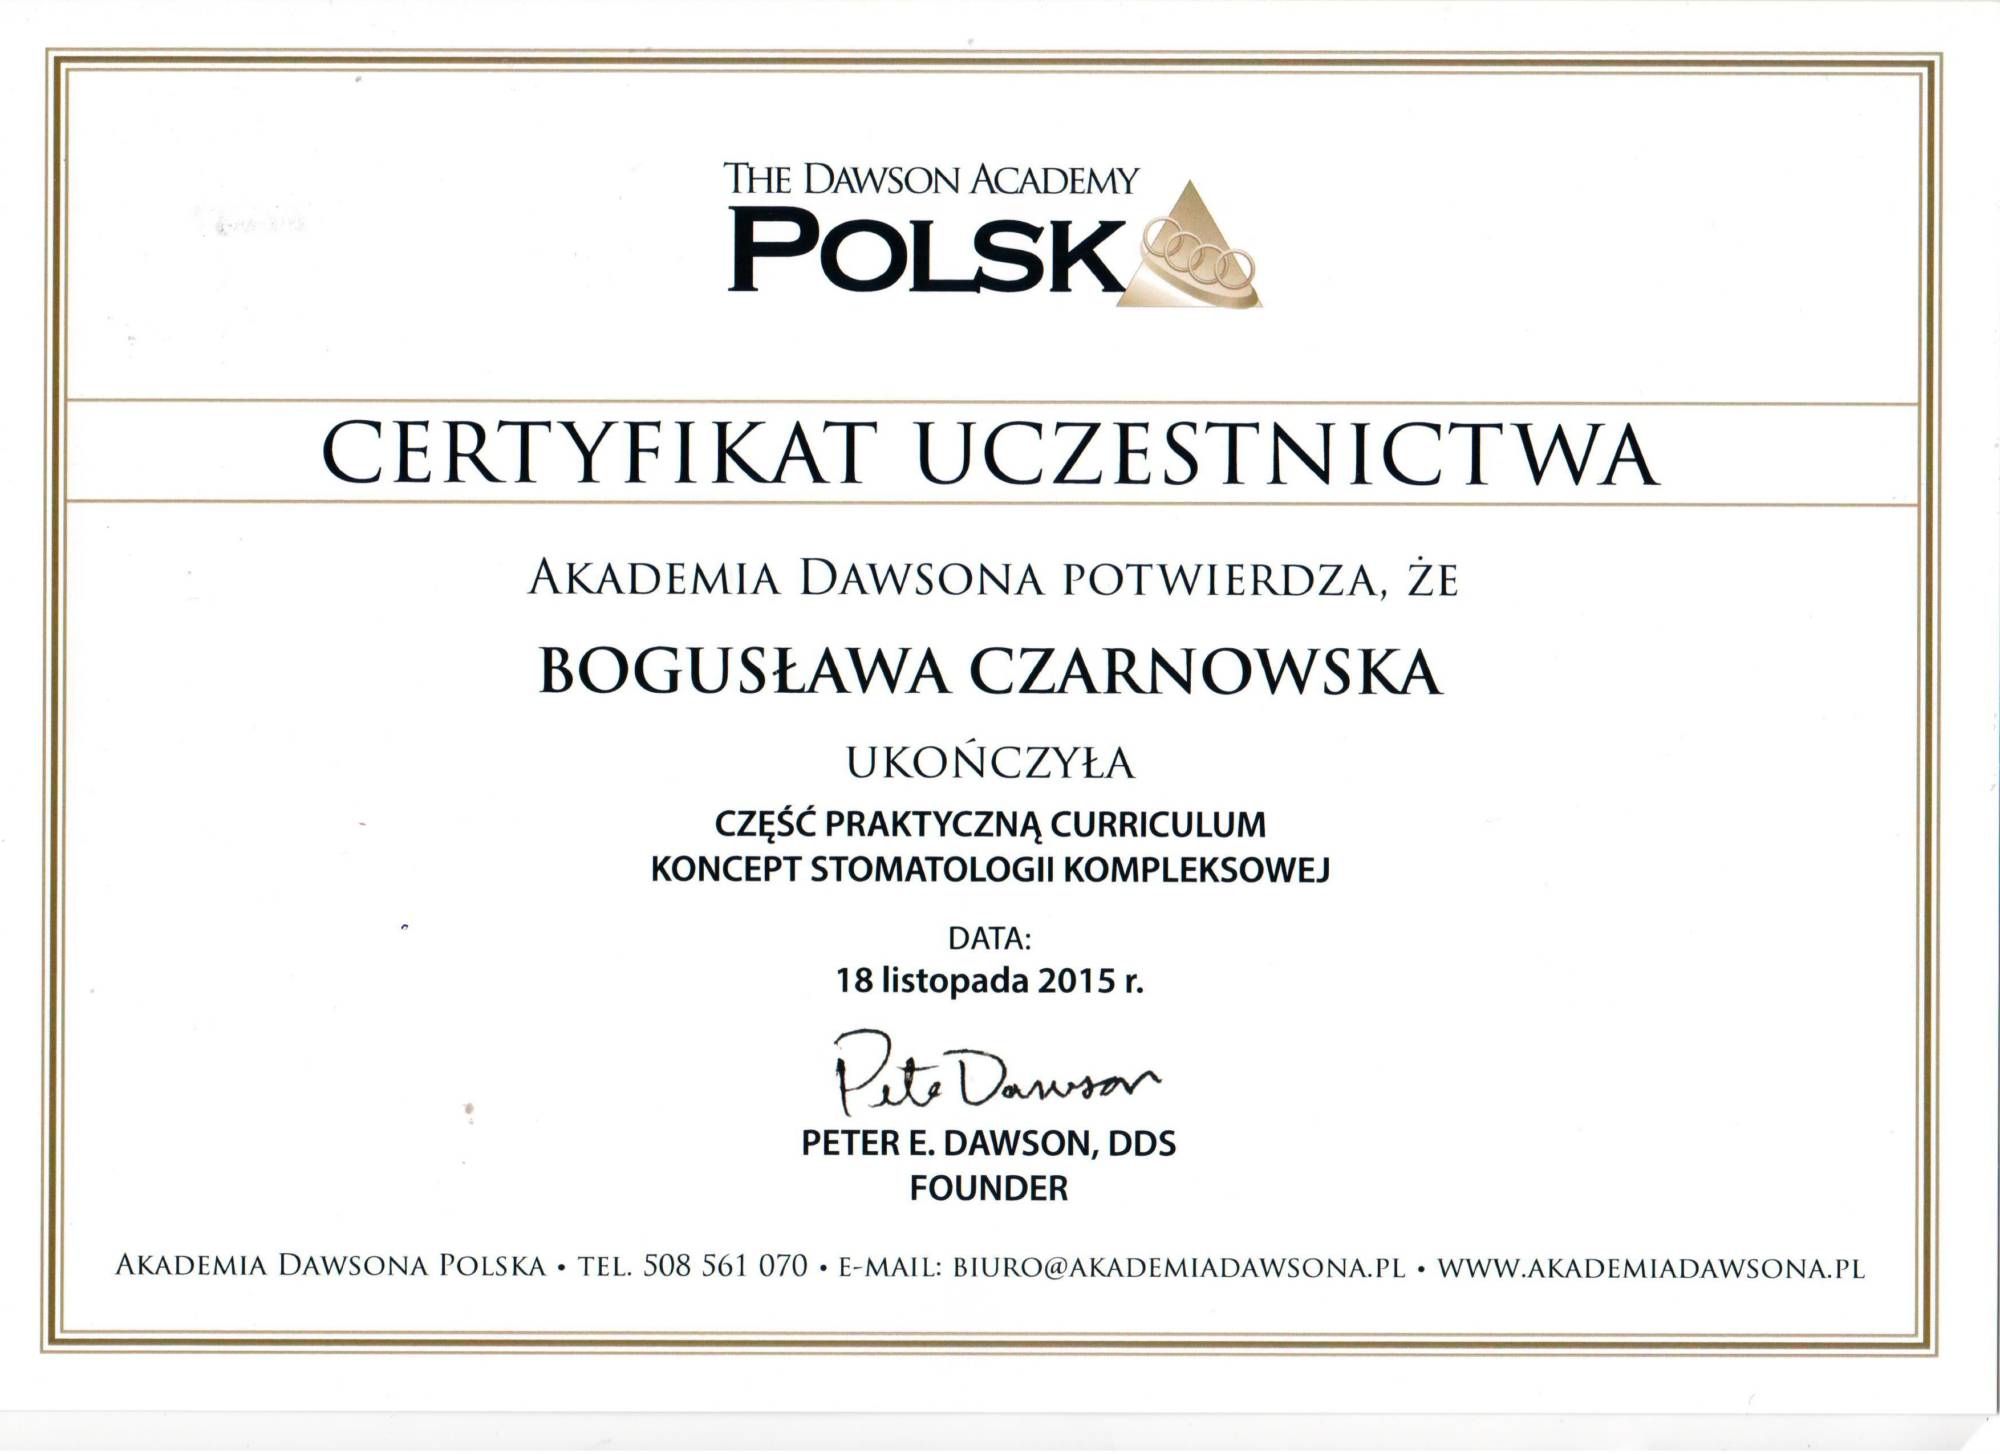 THE DAWSON ACADEMY
POLSK
CERTYFIKAT UCZESTNICTWA
AKADEMIA DAWSONA POTWIERDZA, ŻE
BOGUSŁAWA CZARNOWSKA
UKOŃCZYŁA
CZĘŚĆ PRAKTYCZNĄ CURRICULUM
KONCEPT STOMATOLOGII KOMPLEKSOWEJ
DATA:
18 listopada 2015 r.
Pete Dawson
PETER E. DAWSON, DDS
FOUNDER
AKADEMIA DAWSONA POLSKA • TEL. 508 561 070 • E-MAIL: BIURO@AKADEMIADAWSONA.PL • WWW.AKADEMIADAWSONA.PL